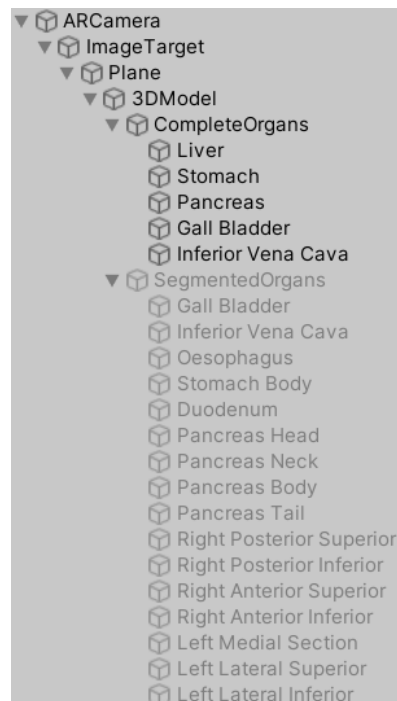 ARCamera
ImageTarget
Plane
3DModel
CompleteOrgans
Liver
Stomach
Pancreas
Gall Bladder
Inferior Vena Cava
SegmentedOrgans
Gall Bladder
Inferior Vena Cava
Oesophagus
Stomach Body
Duodenum
Pancreas Head
Pancreas Neck
Pancreas Body
Pancreas Tail
Right Posterior Superior
Right Posterior Inferior
Right Anterior Superior
Right Anterior Inferior
Left Medial Section
Left Lateral Superior
Left Lateral Inferior